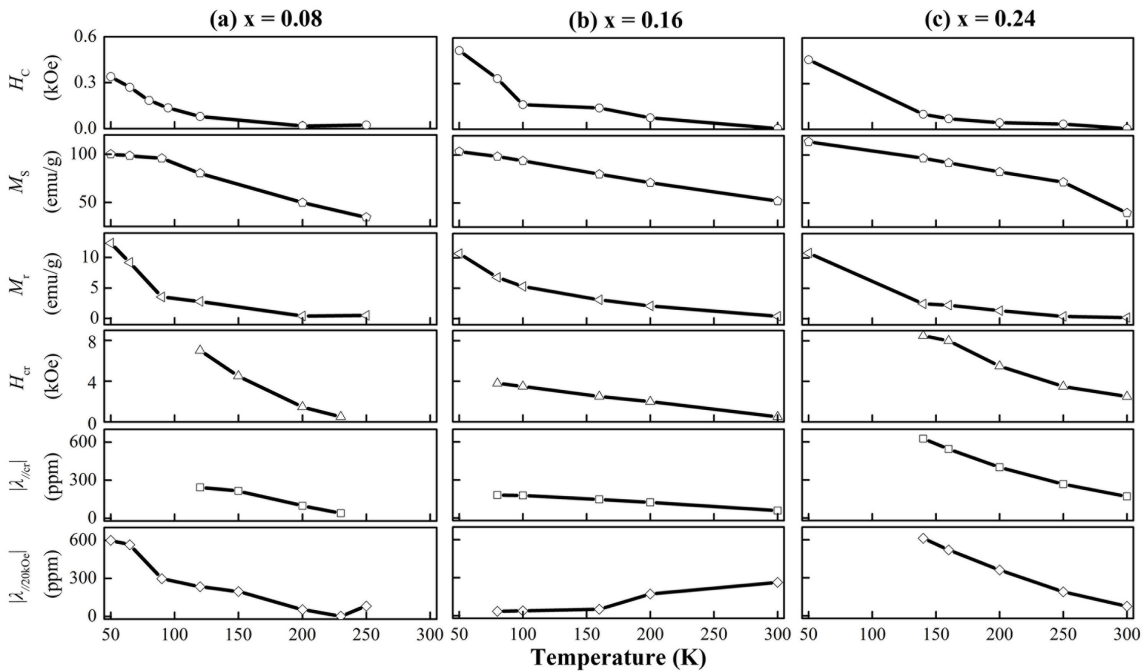 (a) x = 0.08 (b) x = 0.16 (c) x = 0.24
H_C (kOe)
0.6
0.3
0.0
M_S (emu/g)
100
50
M_r (emu/g)
10
5
0
H_cr (kOe)
8
4
0
|λ_//cr| (ppm)
600
300
0
|λ_//20kOe| (ppm)
600
300
0
50 100 150 200 250 300 50 100 150 200 250 300 50 100 150 200 250 300
Temperature (K)